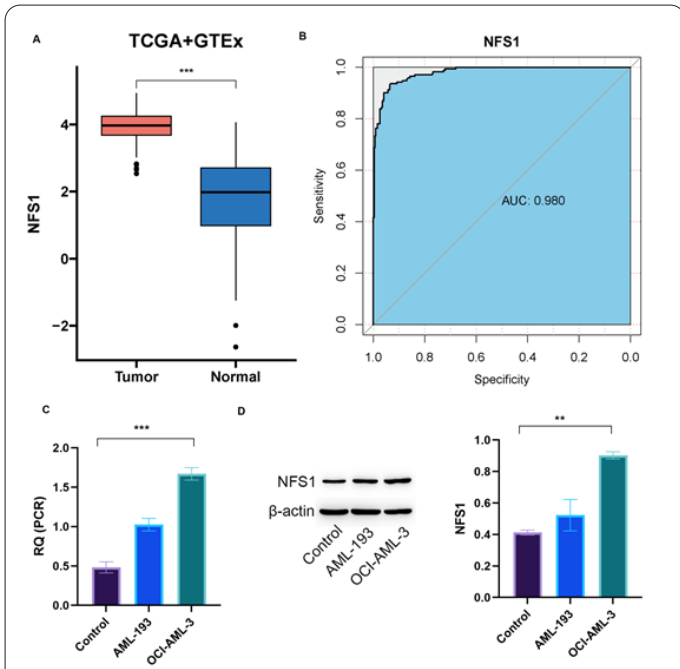 A
TCGA+GTEx
***
NFS1
4
2
0
−2
Tumor
Normal
B
NFS1
Sensitivity
1.0
0.8
0.6
0.4
0.2
0.0
AUC: 0.980
1.0 0.8 0.6 0.4 0.2 0.0
Specificity
C
***
RQ (PCR)
2.0
1.5
1.0
0.5
0.0
Control
AML-193
OCI-AML-3
D
NFS1
β-actin
Control
AML-193
OCI-AML-3
**
NFS1
1.0
0.8
0.6
0.4
0.2
0.0
Control
AML-193
OCI-AML-3